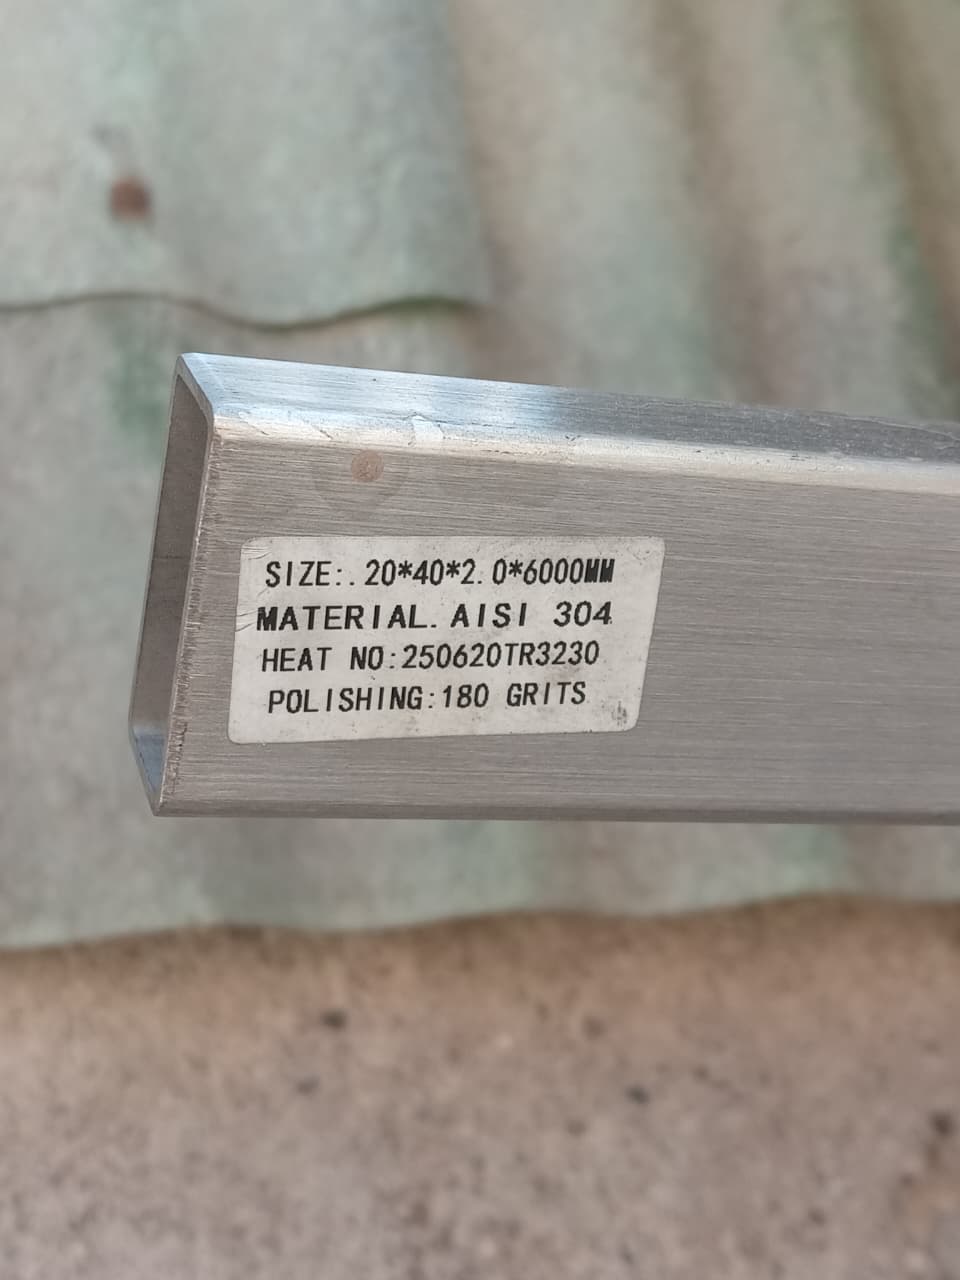 SIZE:. 20*40*2.0*6000MM
MATERIAL. AISI 304
HEAT NO:250620TR3230
POLISHING:180 GRITS